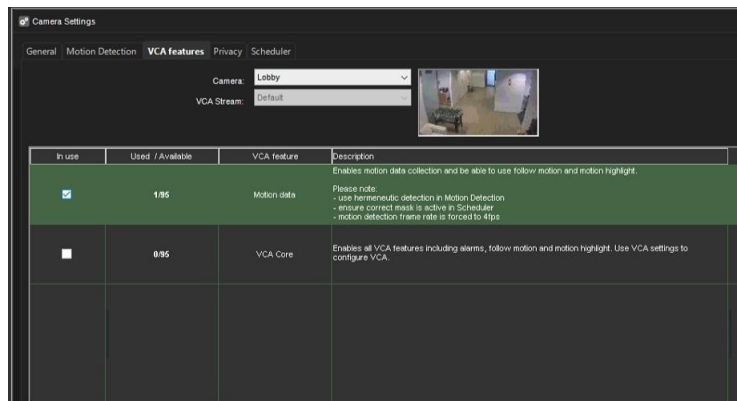 Camera Settings
General Motion Detection VCA features Privacy Scheduler
Camera: Lobby
VCA Stream: Default
In use Used / Available VCA feature Description
Enables motion data collection and be able to use follow motion and motion highlight.
Please note:
- use hermeneutic detection in Motion Detection
- ensure correct mask is active in Scheduler
- motion detection frame rate is forced to 4fps
1/95 Motion data
Enables all VCA features including alarms, follow motion and motion highlight. Use VCA settings to
configure VCA.
0/95 VCA Core